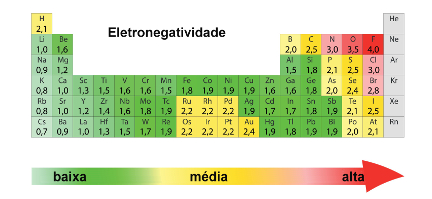 H He
2,1
Eletronegatividade
Li Be B C N O F Ne
1,0 1,6 2,0 2,5 3,0 3,5 4,0
Na Mg Al Si P S Cl Ar
0,9 1,2 1,5 1,8 2,1 2,5 3,0
K Ca Sc Ti V Cr Mn Fe Co Ni Cu Zn Ga Ge As Se Br Kr
0,8 1,0 1,3 1,5 1,6 1,6 1,5 1,8 1,9 1,9 1,9 1,6 1,6 1,8 2,0 2,4 2,8
Rb Sr Y Zr Nb Mo Tc Ru Rh Pd Ag Cd In Sn Sb Te I Xe
0,8 1,0 1,2 1,4 1,6 1,8 1,9 2,2 2,2 2,2 1,9 1,7 1,7 1,8 1,9 2,1 2,5
Cs Ba La Hf Ta W Re Os Ir Pt Au Hg Tl Pb Bi Po At Rn
0,7 0,9 1,0 1,3 1,5 1,7 1,9 2,2 2,2 2,2 2,4 1,9 1,8 1,9 1,9 2,0 2,1
baixa média alta